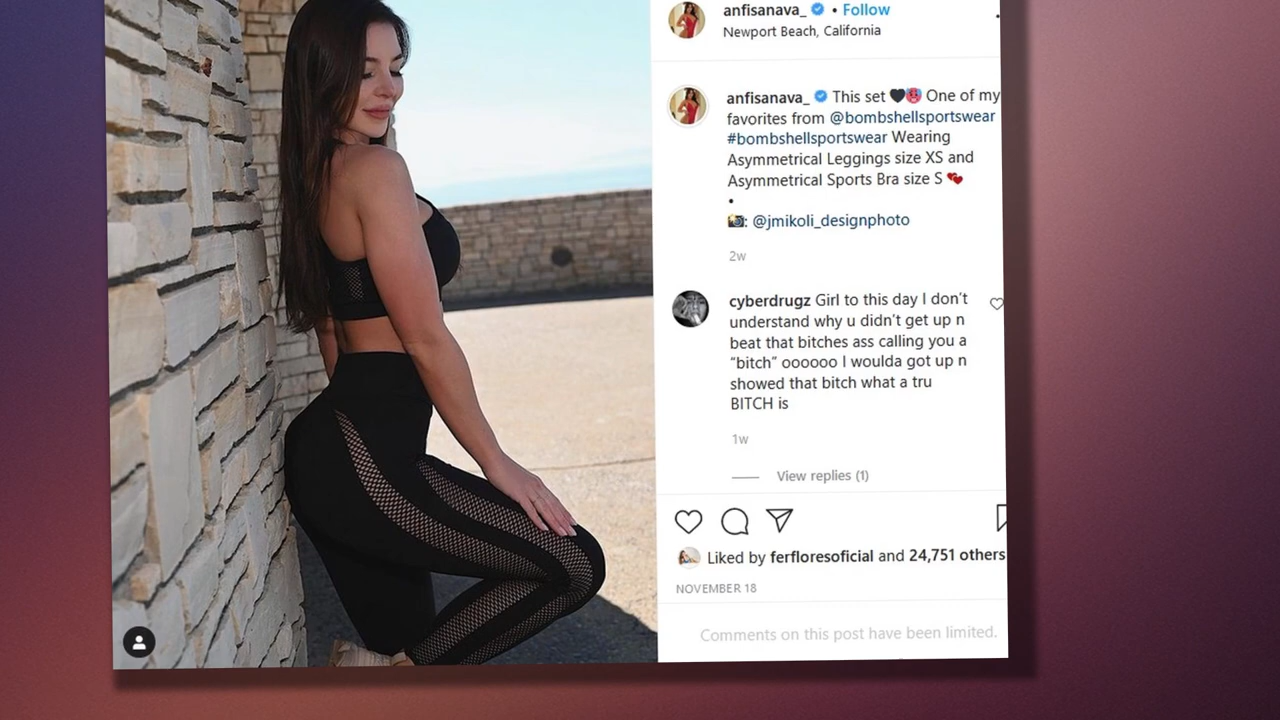 anfisanava_ • Follow
Newport Beach, California
anfisanava_ This set 🖤🥵 One of my
favorites from @bombshellsportswear
#bombshellsportswear Wearing
Asymmetrical Leggings size XS and
Asymmetrical Sports Bra size S 💕
•
📸: @jmikoli_designphoto
2w
cyberdrugz Girl to this day I don't
understand why u didn't get up n
beat that bitches ass calling you a
“bitch” oooooo I woulda got up n
showed that bitch what a tru
BITCH is
1w
View replies (1)
Liked by ferfloresoficial and 24,751 others
NOVEMBER 18
Comments on this post have been limited.